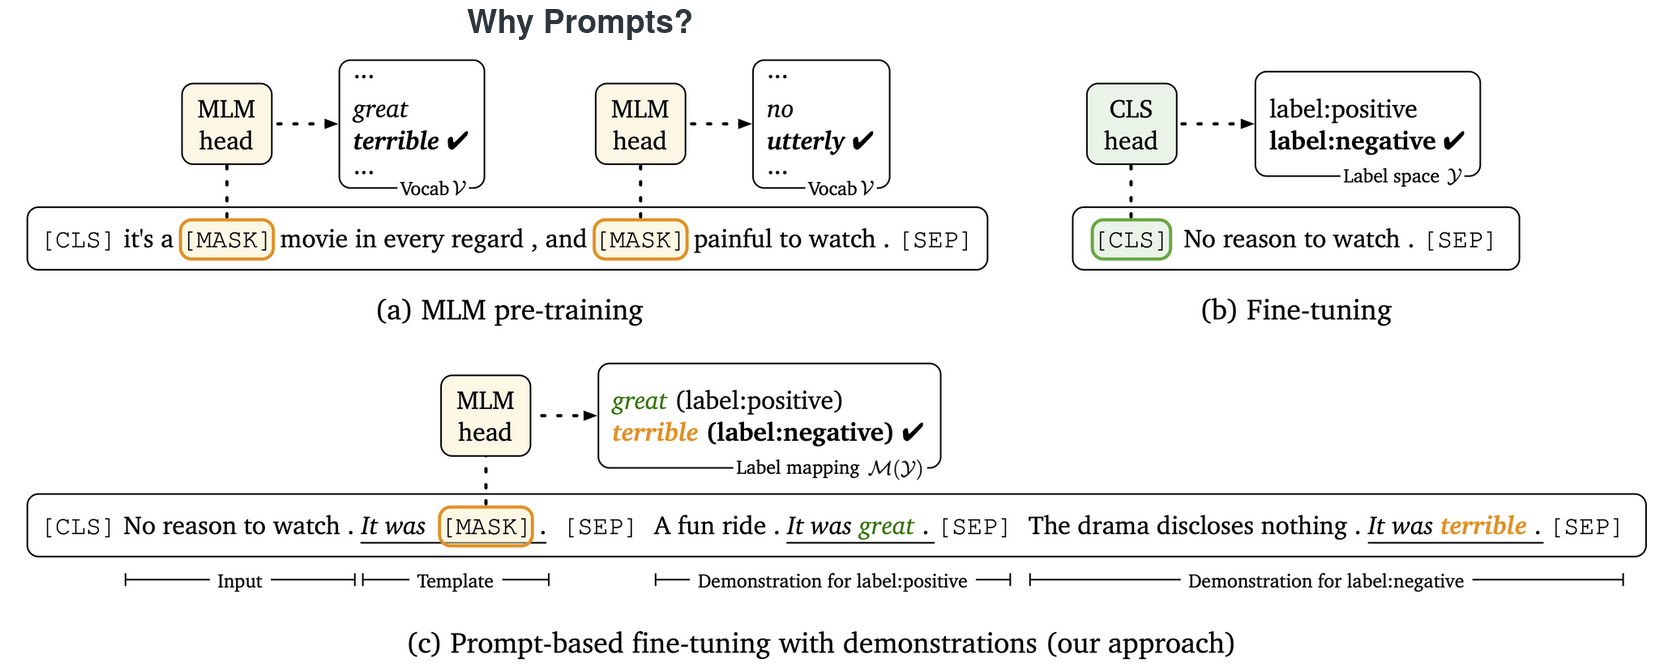 Why Prompts?
MLM
head
...
great
terrible ✔
...
Vocab 𝒱
MLM
head
...
no
utterly ✔
...
Vocab 𝒱
[CLS] it's a [MASK] movie in every regard , and [MASK] painful to watch . [SEP]
(a) MLM pre-training
CLS
head
label:positive
label:negative ✔
Label space 𝒴
[CLS] No reason to watch . [SEP]
(b) Fine-tuning
MLM
head
great (label:positive)
terrible (label:negative) ✔
Label mapping ℳ(𝒴)
[CLS] No reason to watch . It was [MASK] . [SEP] A fun ride . It was great . [SEP] The drama discloses nothing . It was terrible . [SEP]
Input Template Demonstration for label:positive Demonstration for label:negative
(c) Prompt-based fine-tuning with demonstrations (our approach)